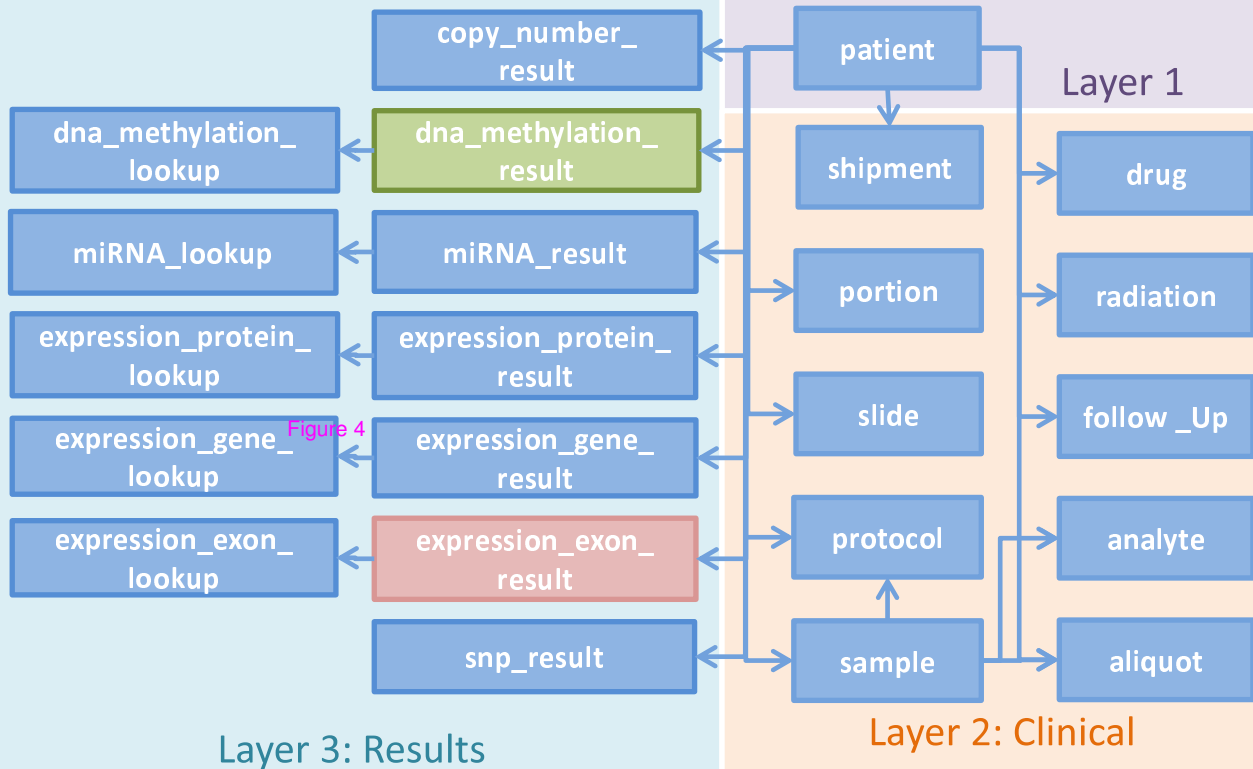 copy_number_
result
patient
Layer 1
dna_methylation_
lookup
dna_methylation_
result
shipment
drug
miRNA_lookup
miRNA_result
portion
radiation
expression_protein_
lookup
expression_protein_
result
slide
follow _Up
expression_gene_
lookup
Figure 4
expression_gene_
result
protocol
analyte
expression_exon_
lookup
expression_exon_
result
snp_result
sample
aliquot
Layer 2: Clinical
Layer 3: Results